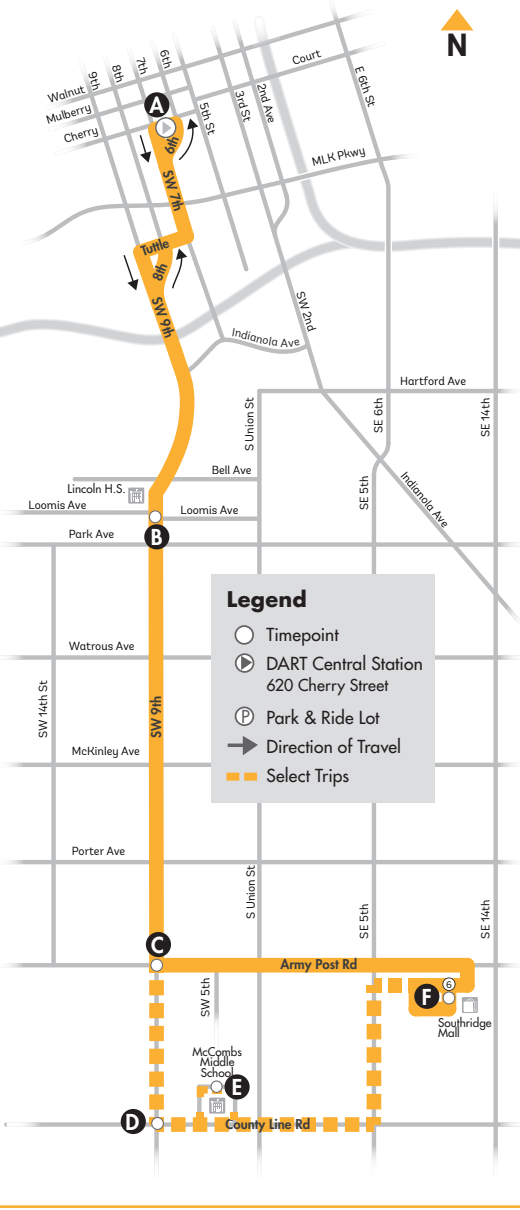 N
6th
7th
8th
9th
Walnut
Mulberry
Cherry
Court
E 6th St
2nd Ave
3rd St
5th St
A
6th
MLK Pkwy
SW 7th
Tuttle
8th
SW 9th
SW 2nd
Indianola Ave
Hartford Ave
S Union St
SE 6th
SE 14th
Bell Ave
Lincoln H.S.
Loomis Ave
Loomis Ave
SE 5th
Indianola Ave
Park Ave
B
Legend
Timepoint
DART Central Station
620 Cherry Street
P Park & Ride Lot
Direction of Travel
Select Trips
Watrous Ave
SW 14th St
SW 9th
McKinley Ave
Porter Ave
S Union St
SE 5th
SE 14th
C
Army Post Rd
SW 5th
6
F
Southridge
Mall
McCombs
Middle
School
E
D
County Line Rd